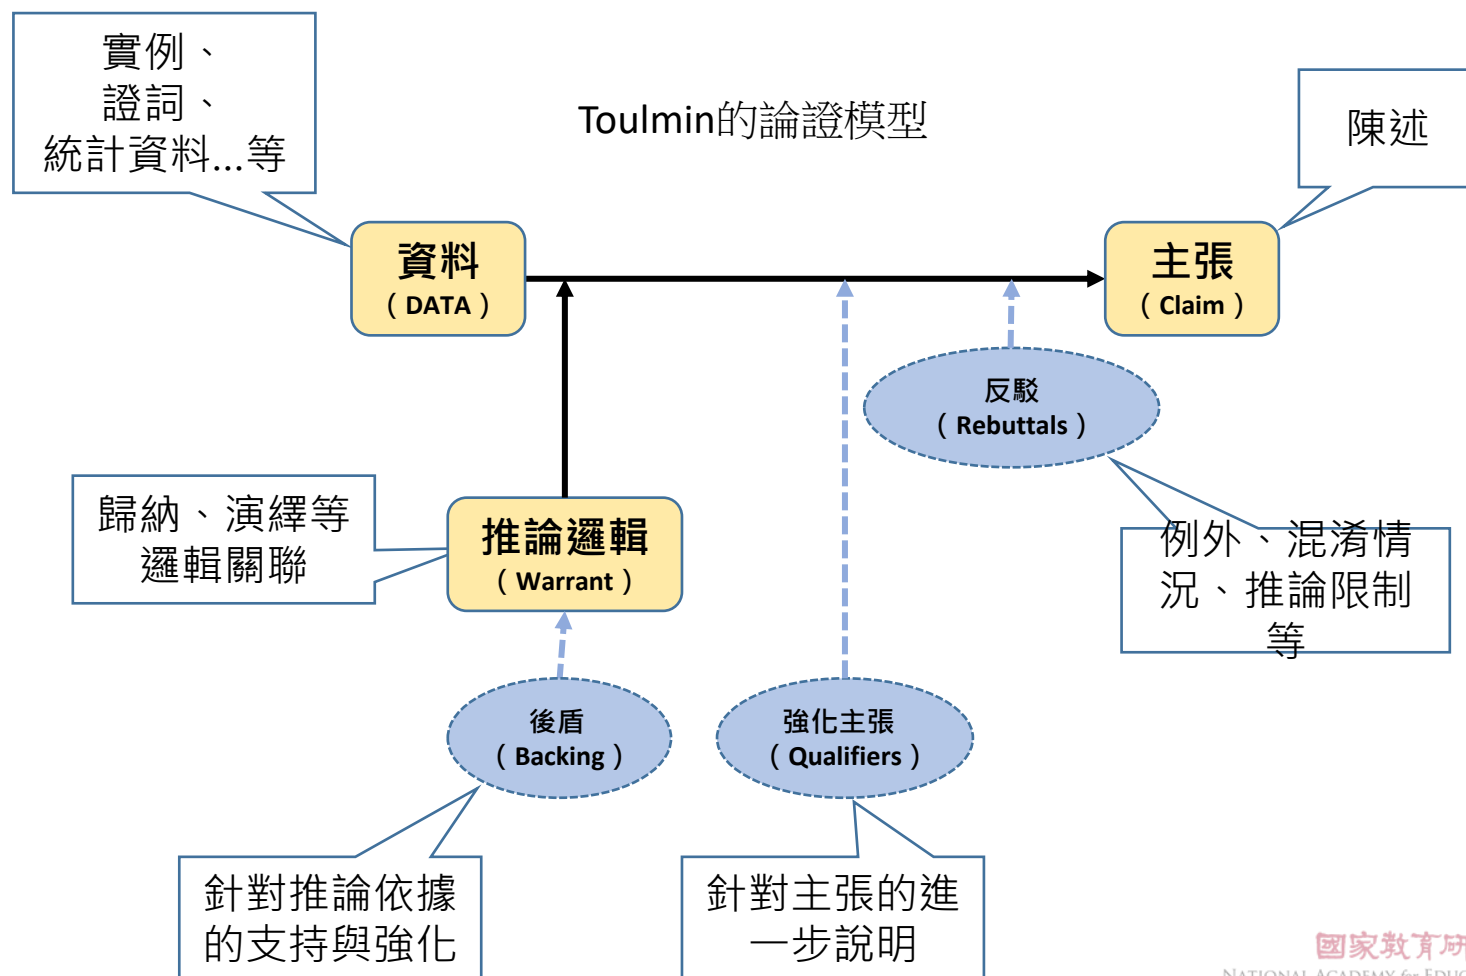 實例、
證詞、
統計資料...等
Toulmin的論證模型
陳述
資料
（DATA）
主張
（Claim）
反駁
（Rebuttals）
歸納、演繹等
邏輯關聯
推論邏輯
（Warrant）
例外、混淆情
況、推論限制
等
後盾
（Backing）
強化主張
（Qualifiers）
針對推論依據
的支持與強化
針對主張的進
一步說明
國家教育研
NATIONAL ACADEMY for EDUC